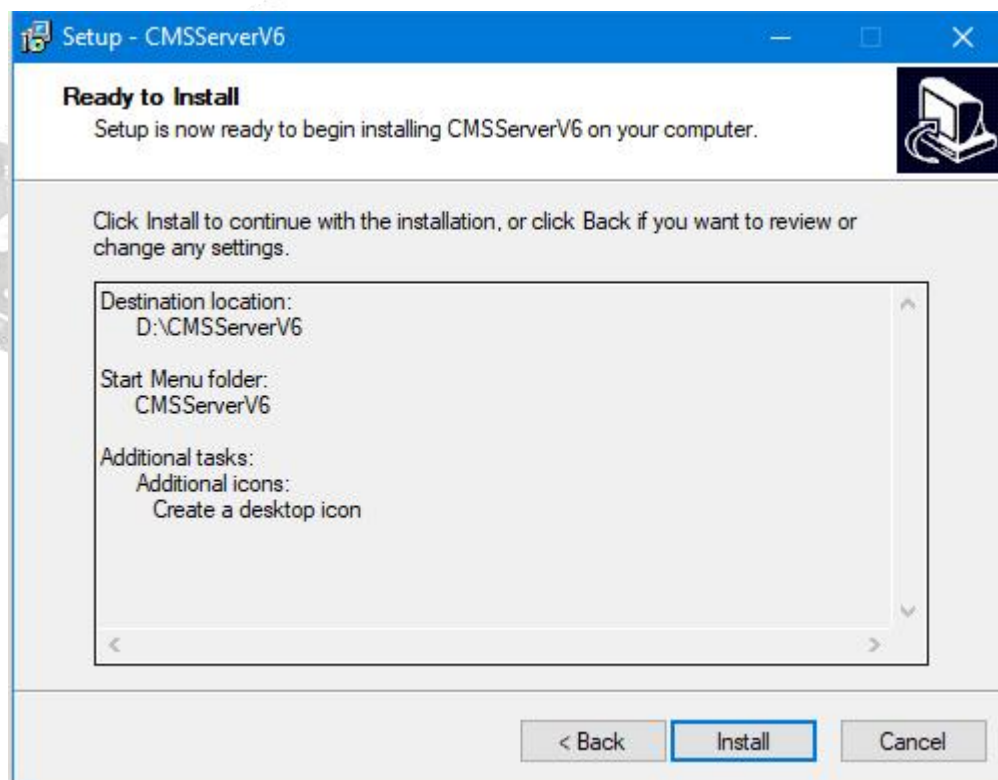 Setup - CMSServerV6
Ready to Install
Setup is now ready to begin installing CMSServerV6 on your computer.
Click Install to continue with the installation, or click Back if you want to review or
change any settings.
Destination location:
D:\CMSServerV6
Start Menu folder:
CMSServerV6
Additional tasks:
Additional icons:
Create a desktop icon
< Back
Install
Cancel